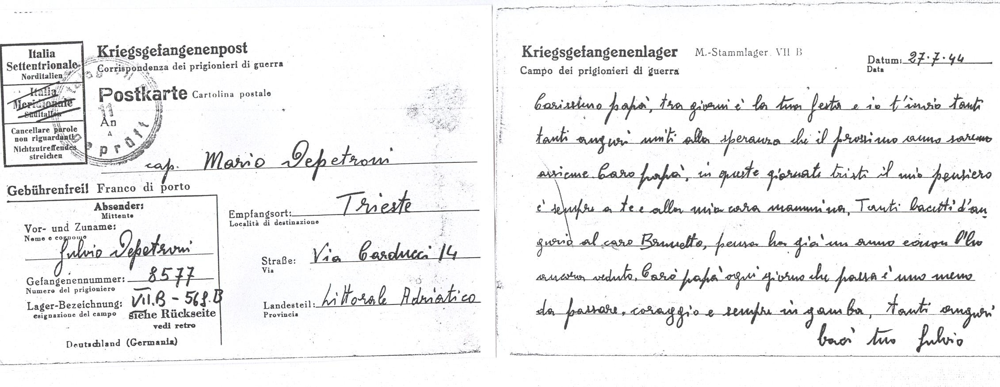 Italia
Settentrionale
Norditalien
Italia
Meridionale
Süditalien
Cancellare parole
non riguardanti
Nichtzutreffendes
streichen
Kriegsgefangenenpost
Corrispondenza dei prigionieri di guerra
Postkarte Cartolina postale
11
An
A
Geprüft
cap. Mario Depetroni
Gebührenfrei! Franco di porto
Absender:
Mittente
Vor- und Zuname:
Nome e cognome
Fulvio Depetroni
Gefangenennummer: 8577
Numero del prigioniero
Lager-Bezeichnung: VII.B - 568.B
esignazione del campo
siehe Rückseite
vedi retro
Deutschland (Germania)
Empfangsort: Trieste
Località di destinazione
Straße: Via Carducci 14
Via
Landesteil: Littorale Adriatico
Provincia
Kriegsgefangenenlager M.-Stammlager VII B
Campo dei prigionieri di guerra
Datum: 27.7.44
Data
Carissimo papà, tra giorni è la tua festa e io t'invio tanti
tanti auguri uniti alla speranza che il prossimo anno saremo
assieme. Caro papà, in queste giornate tristi il mio pensiero
è sempre a te e alla mia cara mammina. Tanti bacetti d'au
gurio al caro Brunetto, pensa ha già un anno e non l'ho
ancora veduto. Caro papà ogni giorno che passa è uno meno
da passare, coraggio e sempre in gamba, tanti auguri
baci tuo Fulvio